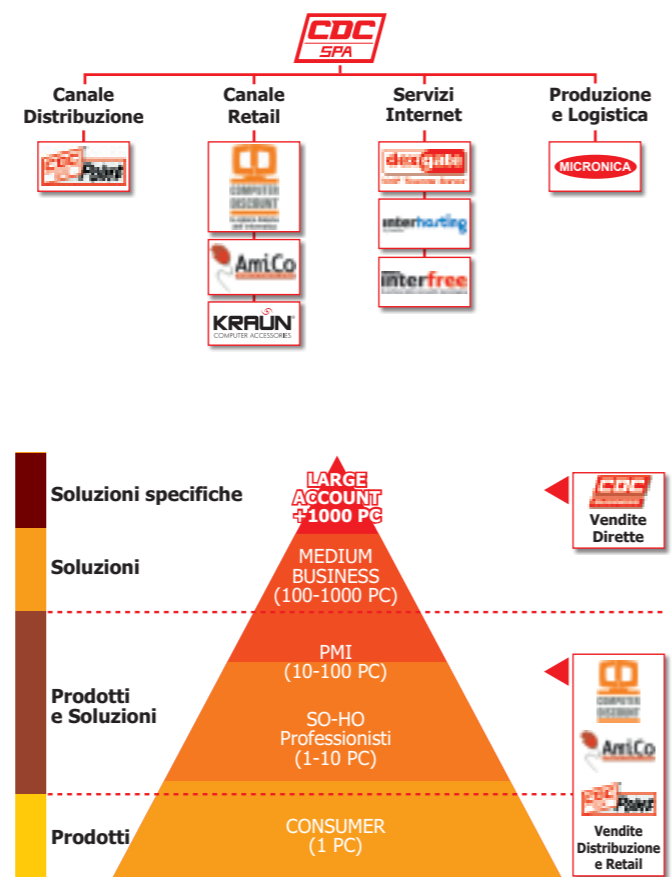 CDC
SPA
Canale
Distribuzione
Canale
Retail
Servizi
Internet
Produzione
e Logistica
CDC
Point
COMPUTER
DISCOUNT
AmiCo
KRAUN
COMPUTER ACCESSORIES
dexgate
interhosting
interfree
MICRONICA
Soluzioni specifiche
Soluzioni
Prodotti
e Soluzioni
Prodotti
LARGE
ACCOUNT
+1000 PC
MEDIUM
BUSINESS
(100-1000 PC)
PMI
(10-100 PC)
SO-HO
Professionisti
(1-10 PC)
CONSUMER
(1 PC)
CDC
Vendite
Dirette
COMPUTER
DISCOUNT
AmiCo
CDC
Point
Vendite
Distribuzione
e Retail